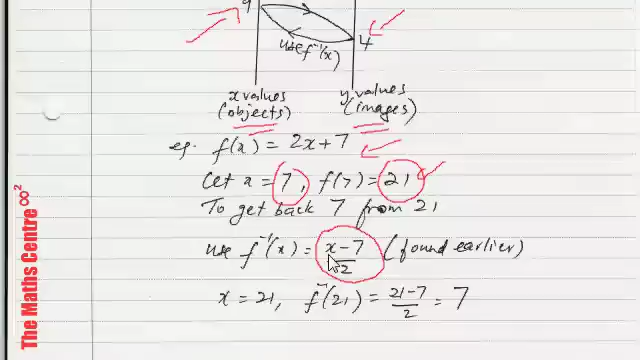 9
4
use f⁻¹(x)
x values
(objects)
y values
(images)
eg. f(x) = 2x + 7
Let x = 7, f(7) = 21
To get back 7 from 21
use f⁻¹(x) = (x-7)/2 (found earlier)
x = 21, f⁻¹(21) = (21-7)/2 = 7
The Maths Centre ∞²